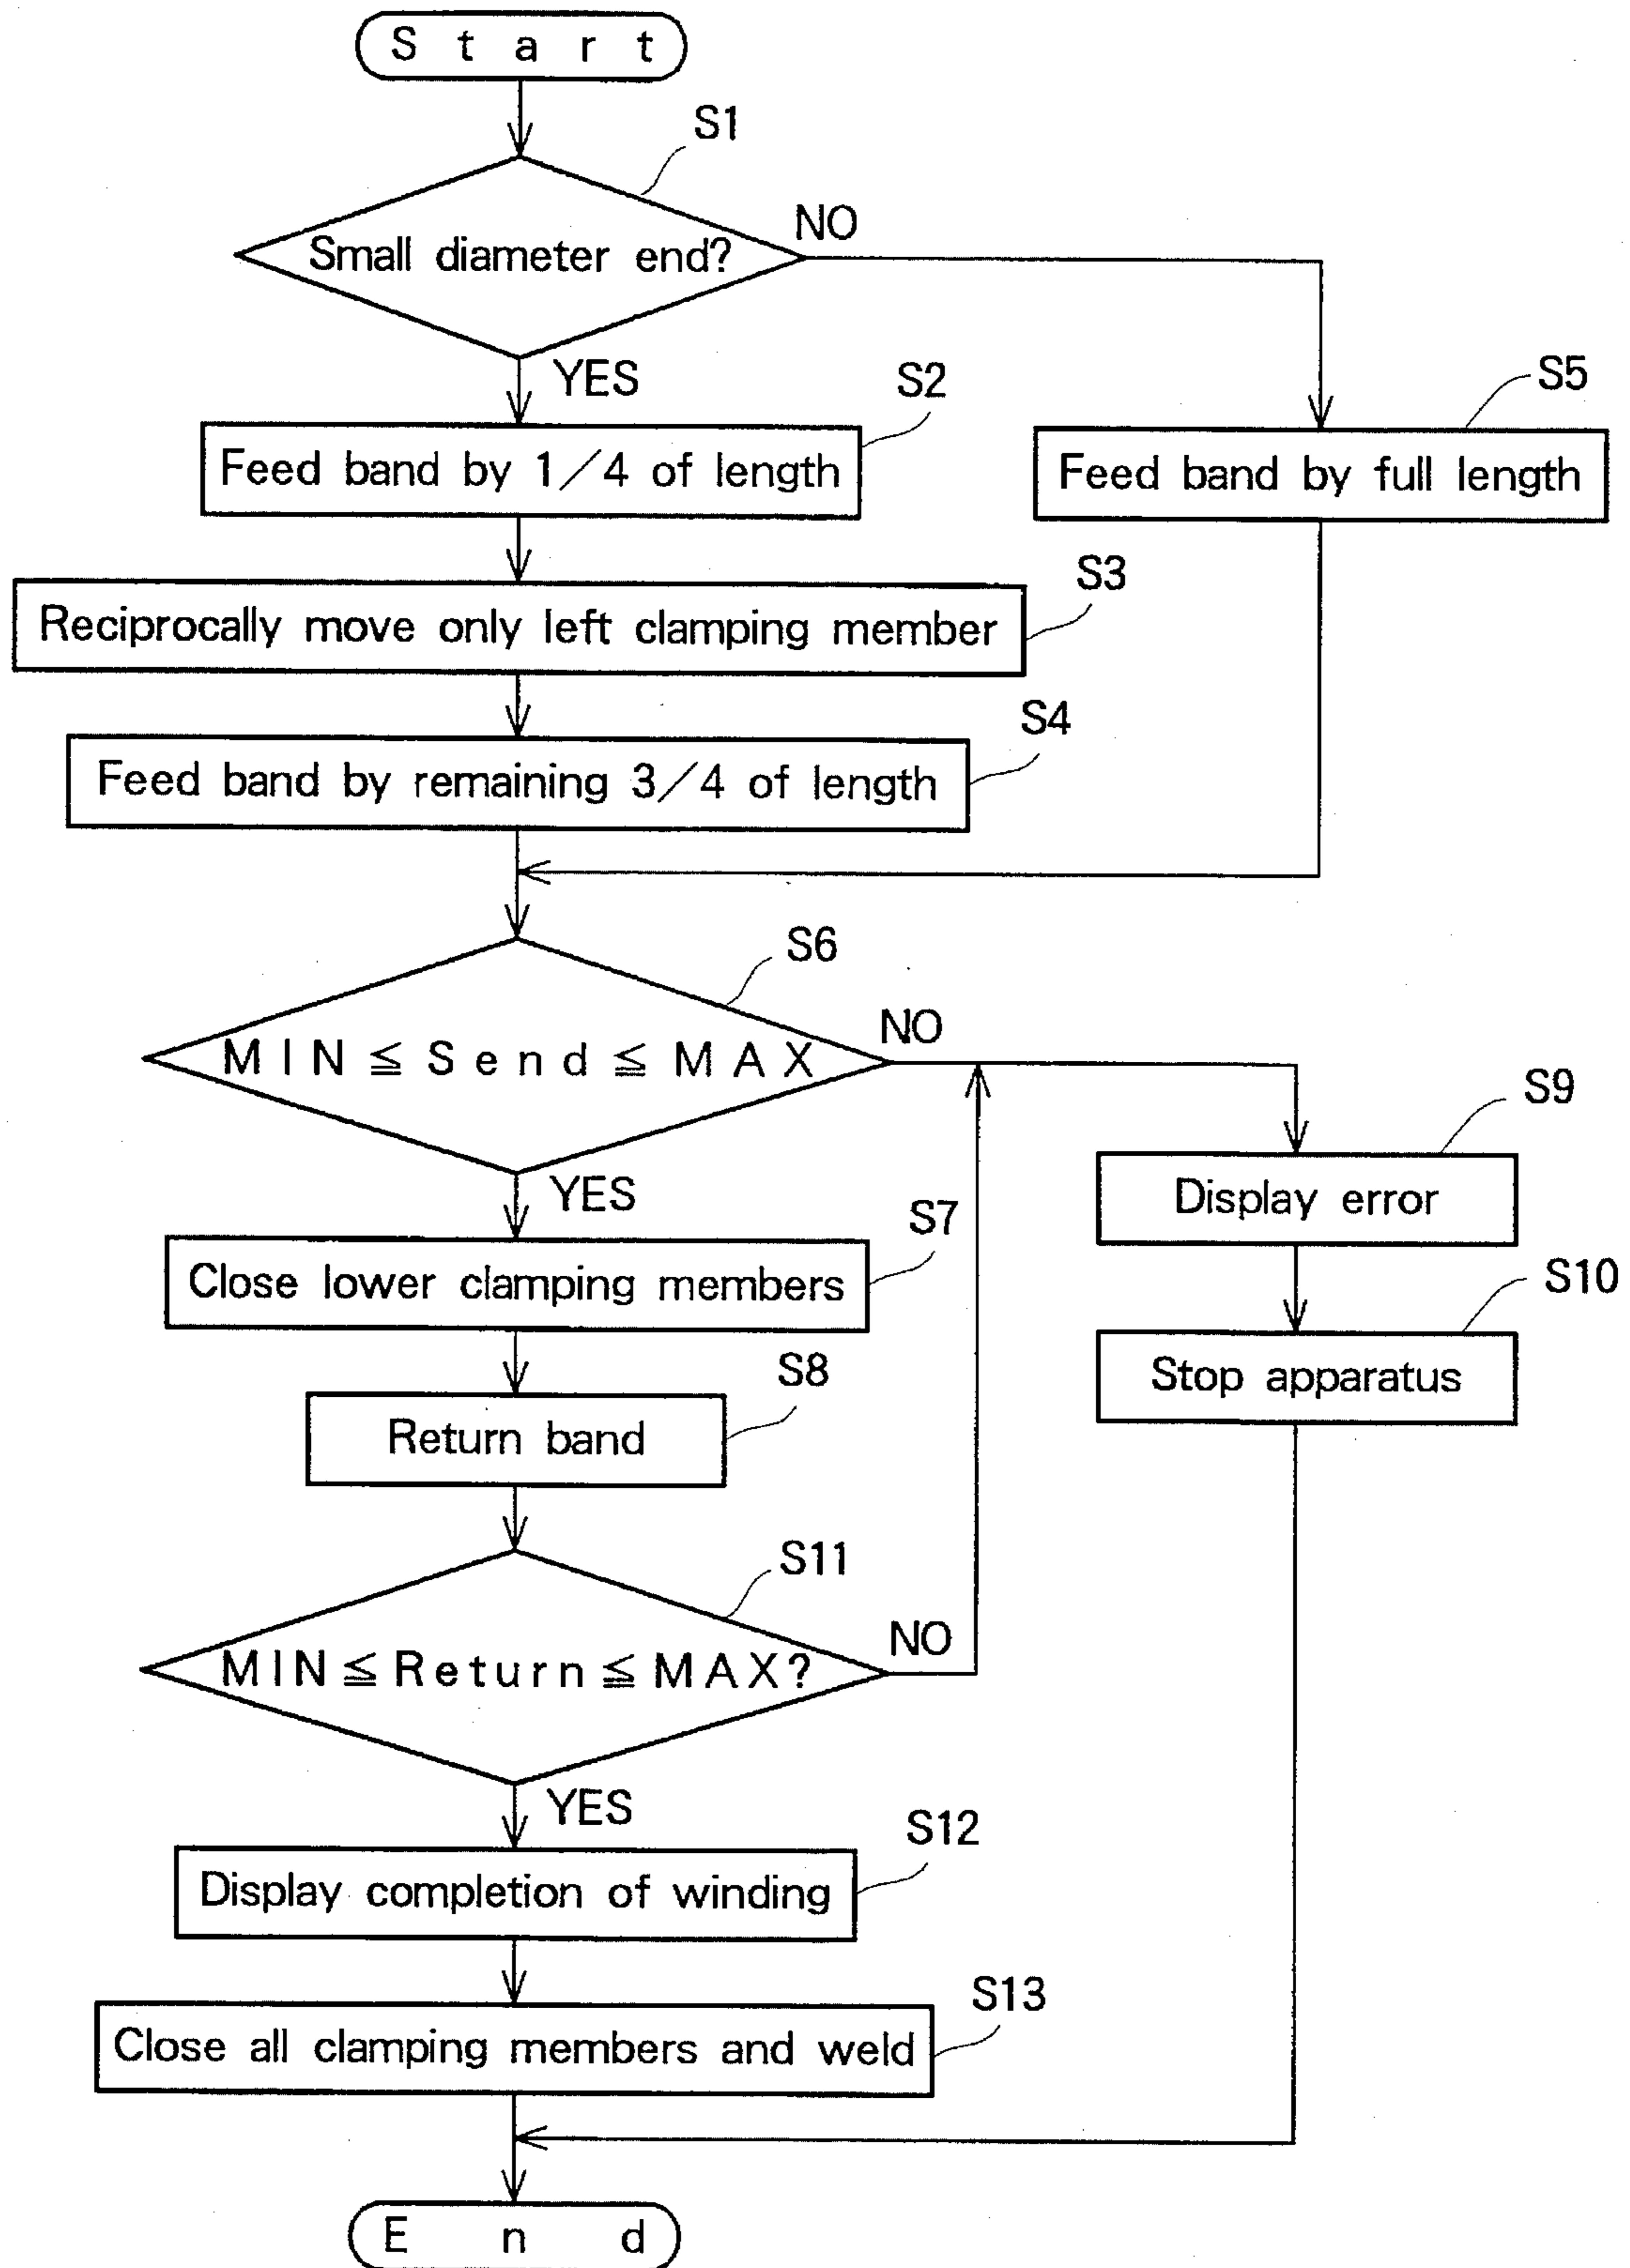 Start
S1
Small diameter end?
NO
YES
S2
Feed band by 1/4 of length
S5
Feed band by full length
S3
Reciprocally move only left clamping member
S4
Feed band by remaining 3/4 of length
S6
MIN ≦ Send ≦ MAX
NO
YES
S9
Display error
S7
Close lower clamping members
S10
Stop apparatus
S8
Return band
S11
MIN ≦ Return ≦ MAX?
NO
YES
S12
Display completion of winding
S13
Close all clamping members and weld
End